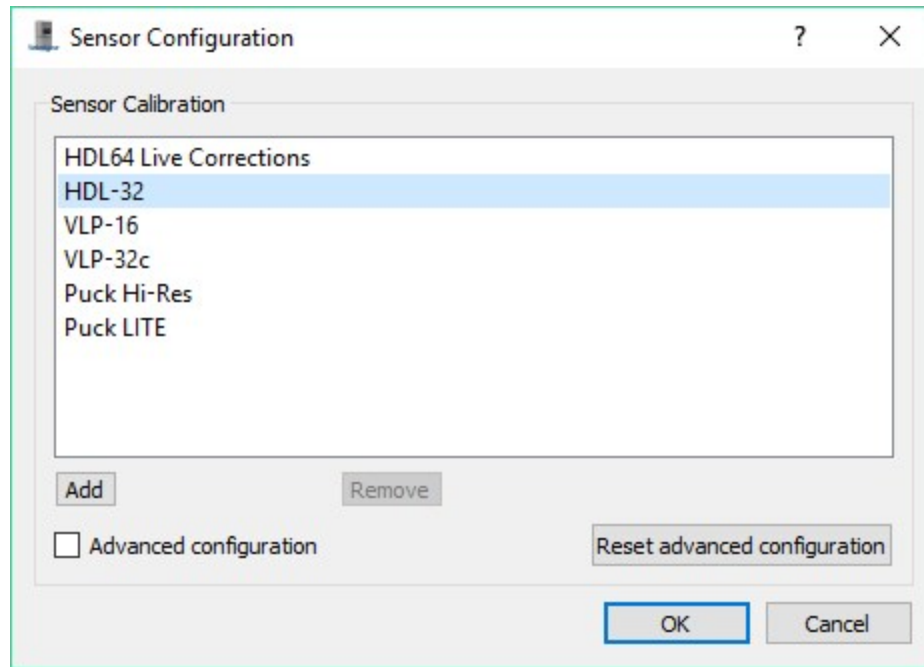 Sensor Configuration ?
Sensor Calibration
HDL64 Live Corrections
HDL-32
VLP-16
VLP-32c
Puck Hi-Res
Puck LITE
Add Remove
Advanced configuration Reset advanced configuration
OK Cancel